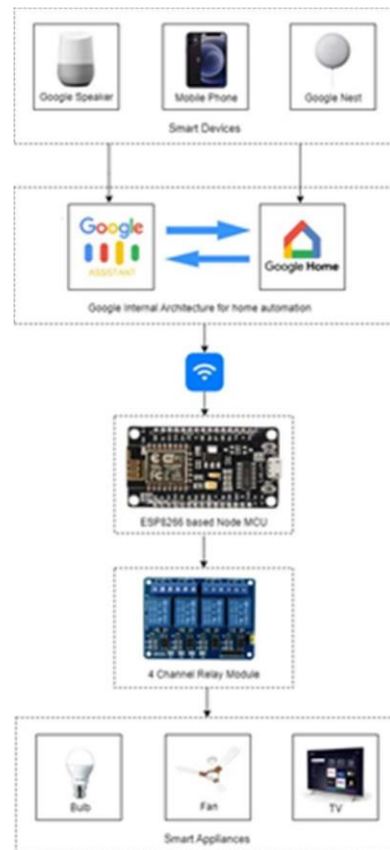 Google Speaker
Mobile Phone
Google Nest
Smart Devices
Google
ASSISTANT
Google Home
Google Internal Architecture for home automation
ESP8266 based Node MCU
4 Channel Relay Module
Bulb
Fan
TV
Smart Appliances